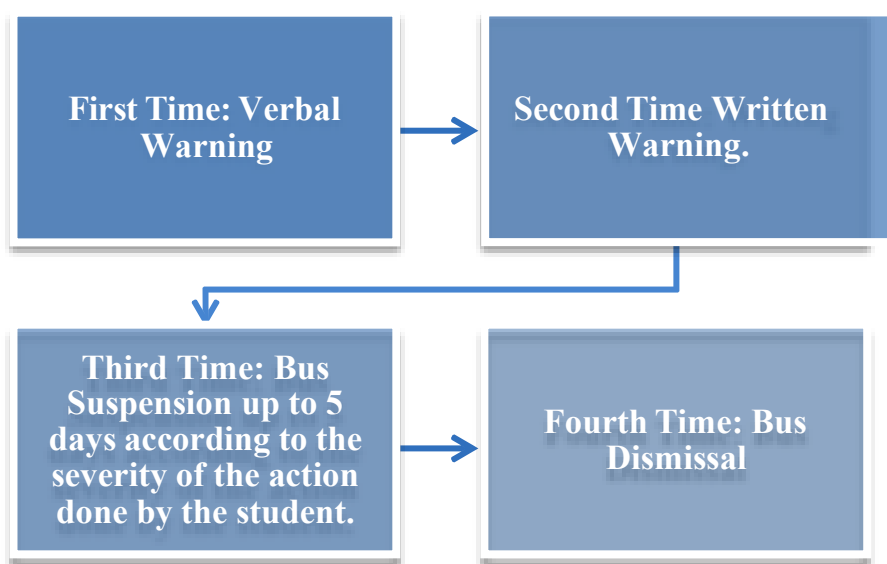 First Time: Verbal
Warning
Second Time Written
Warning.
Third Time: Bus
Suspension up to 5
days according to the
severity of the action
done by the student.
Fourth Time: Bus
Dismissal